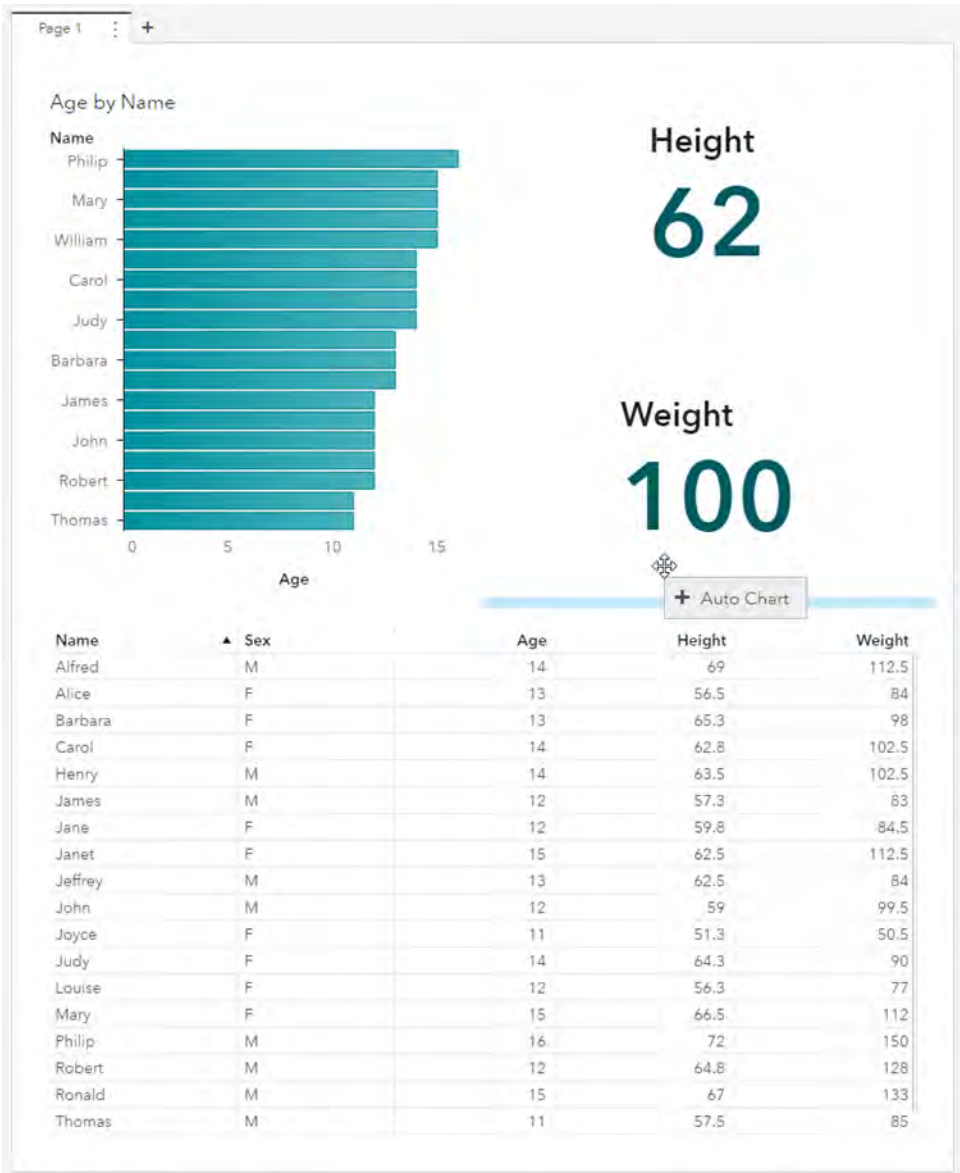 Page 1 ⋮ +
Age by Name
Name
Philip
Mary
William
Carol
Judy
Barbara
James
John
Robert
Thomas
0 5 10 15
Age
Height
62
Weight
100
+ Auto Chart
Name ▲ Sex Age Height Weight
Alfred M 14 69 112.5
Alice F 13 56.5 84
Barbara F 13 65.3 98
Carol F 14 62.8 102.5
Henry M 14 63.5 102.5
James M 12 57.3 83
Jane F 12 59.8 84.5
Janet F 15 62.5 112.5
Jeffrey M 13 62.5 84
John M 12 59 99.5
Joyce F 11 51.3 50.5
Judy F 14 64.3 90
Louise F 12 56.3 77
Mary F 15 66.5 112
Philip M 16 72 150
Robert M 12 64.8 128
Ronald M 15 67 133
Thomas M 11 57.5 85